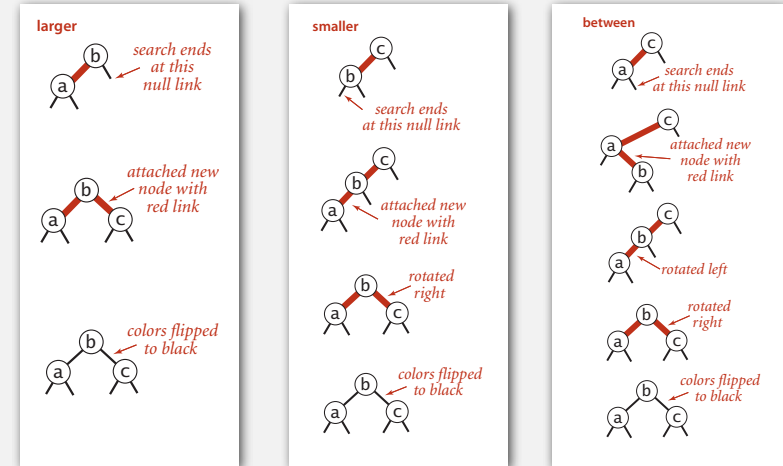 larger
b
search ends
at this
null link
a
attached new
node with
red link
b
a
c
colors flipped
to black
b
a
c
smaller
c
b
search ends
at this null link
c
b
a
attached new
node with
red link
rotated
right
b
a
c
colors flipped
to black
b
a
c
between
c
a
search ends
at this null link
c
a
attached new
node with
red link
b
c
b
a
rotated left
rotated
right
b
a
c
colors flipped
to black
b
a
c